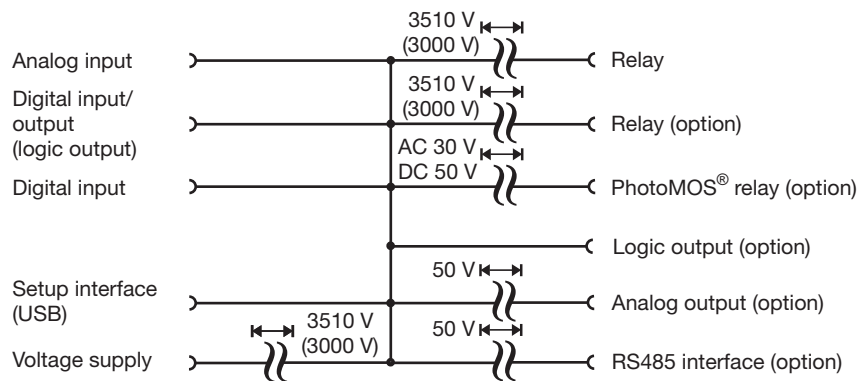 3510 V
(3000 V)
Analog input
Relay
Digital input/
output
(logic output)
3510 V
(3000 V)
Relay (option)
AC 30 V
DC 50 V
Digital input
PhotoMOS® relay (option)
Logic output (option)
50 V
Setup interface
(USB)
Analog output (option)
3510 V
(3000 V)
50 V
Voltage supply
RS485 interface (option)